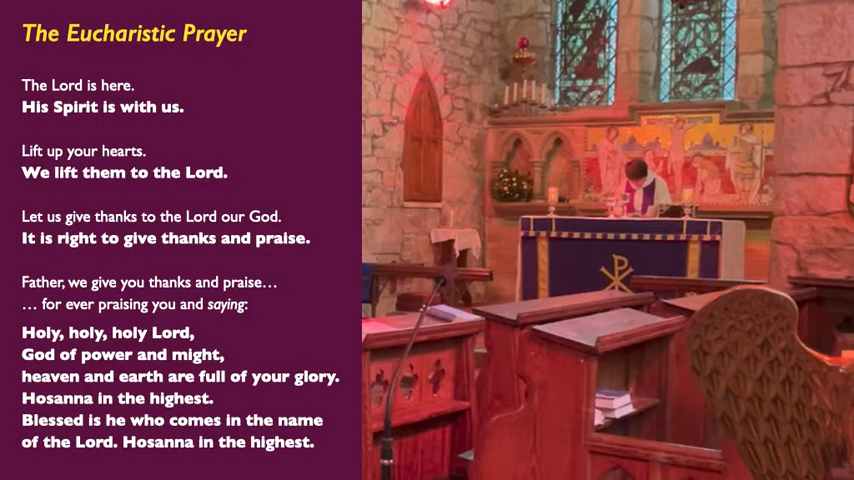 The Eucharistic Prayer
The Lord is here.
His Spirit is with us.
Lift up your hearts.
We lift them to the Lord.
Let us give thanks to the Lord our God.
It is right to give thanks and praise.
Father, we give you thanks and praise…
… for ever praising you and saying:
Holy, holy, holy Lord,
God of power and might,
heaven and earth are full of your glory.
Hosanna in the highest.
Blessed is he who comes in the name
of the Lord. Hosanna in the highest.